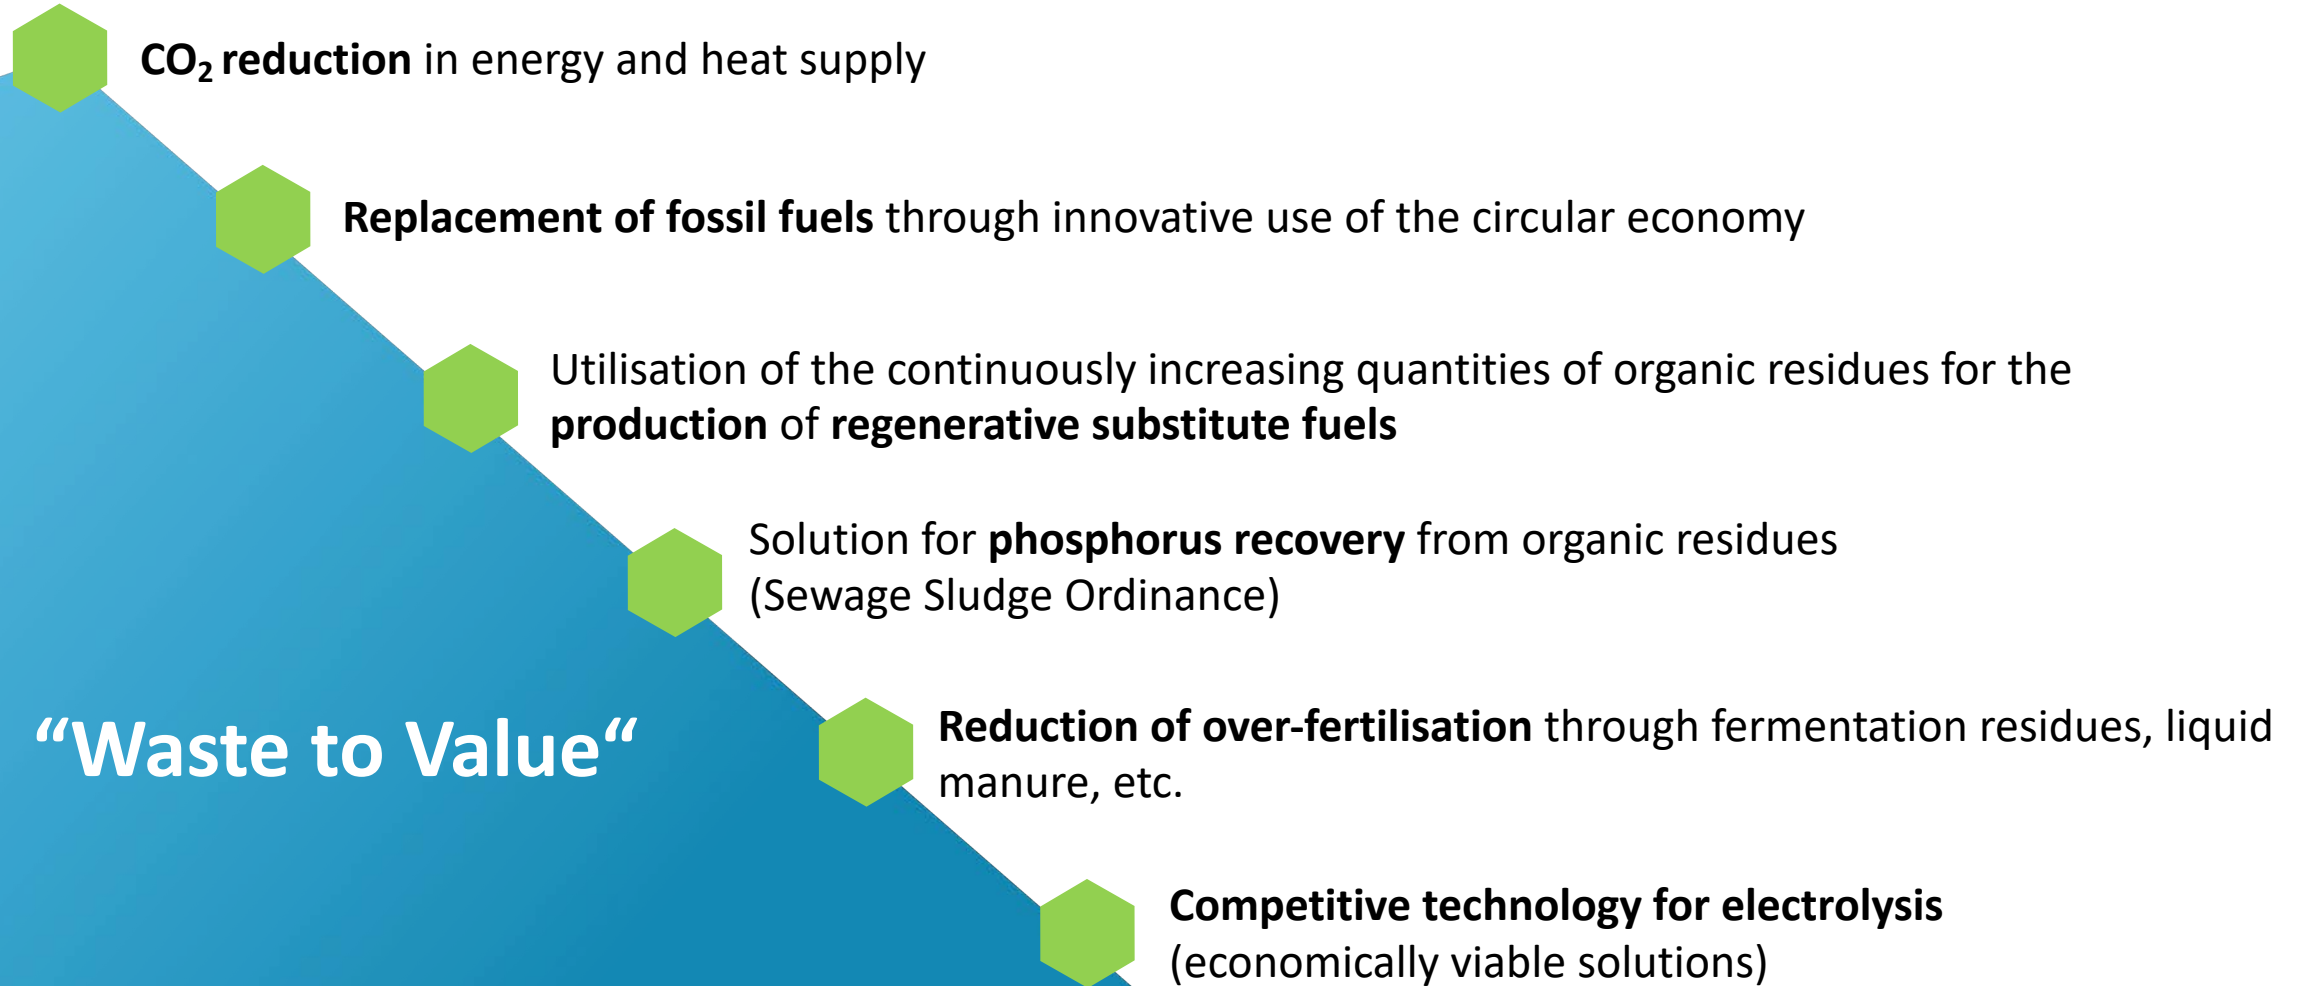 CO₂ reduction in energy and heat supply
Replacement of fossil fuels through innovative use of the circular economy
Utilisation of the continuously increasing quantities of organic residues for the
production of regenerative substitute fuels
Solution for phosphorus recovery from organic residues
(Sewage Sludge Ordinance)
“Waste to Value“
Reduction of over-fertilisation through fermentation residues, liquid
manure, etc.
Competitive technology for electrolysis
(economically viable solutions)